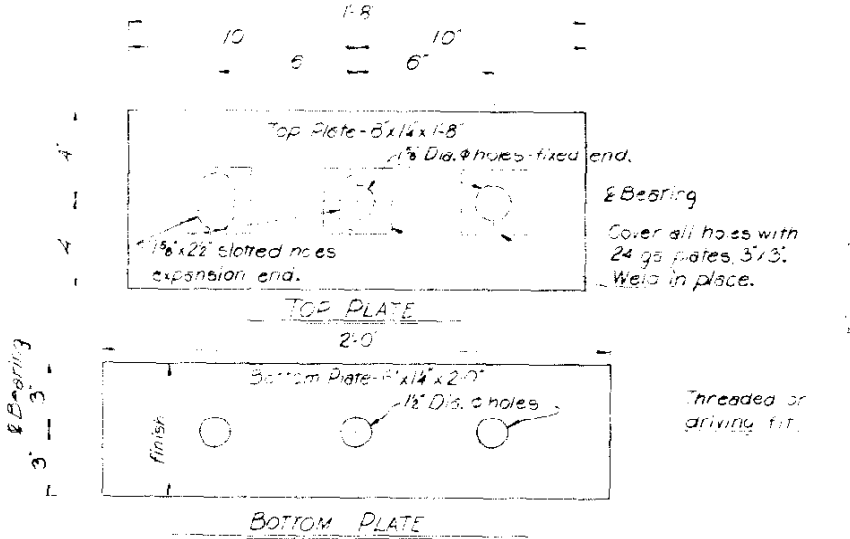 1-8
10 10"
6 6"
Top Plate-8"x1¼"x1-8"
1⅝ Dia. ϕ holes-fixed end.
4"
4"
℄ Bearing
Cover all holes with
24 ga plates, 3"x3".
Weld in place.
1⅝"x2½" slotted holes
expansion end.
TOP PLATE
2-0"
Bottom Plate-6"x1¼"x2-0"
1½" Dia. ϕ holes
℄ Bearing
3"
3"
finish
Threaded or
driving fit.
BOTTOM PLATE